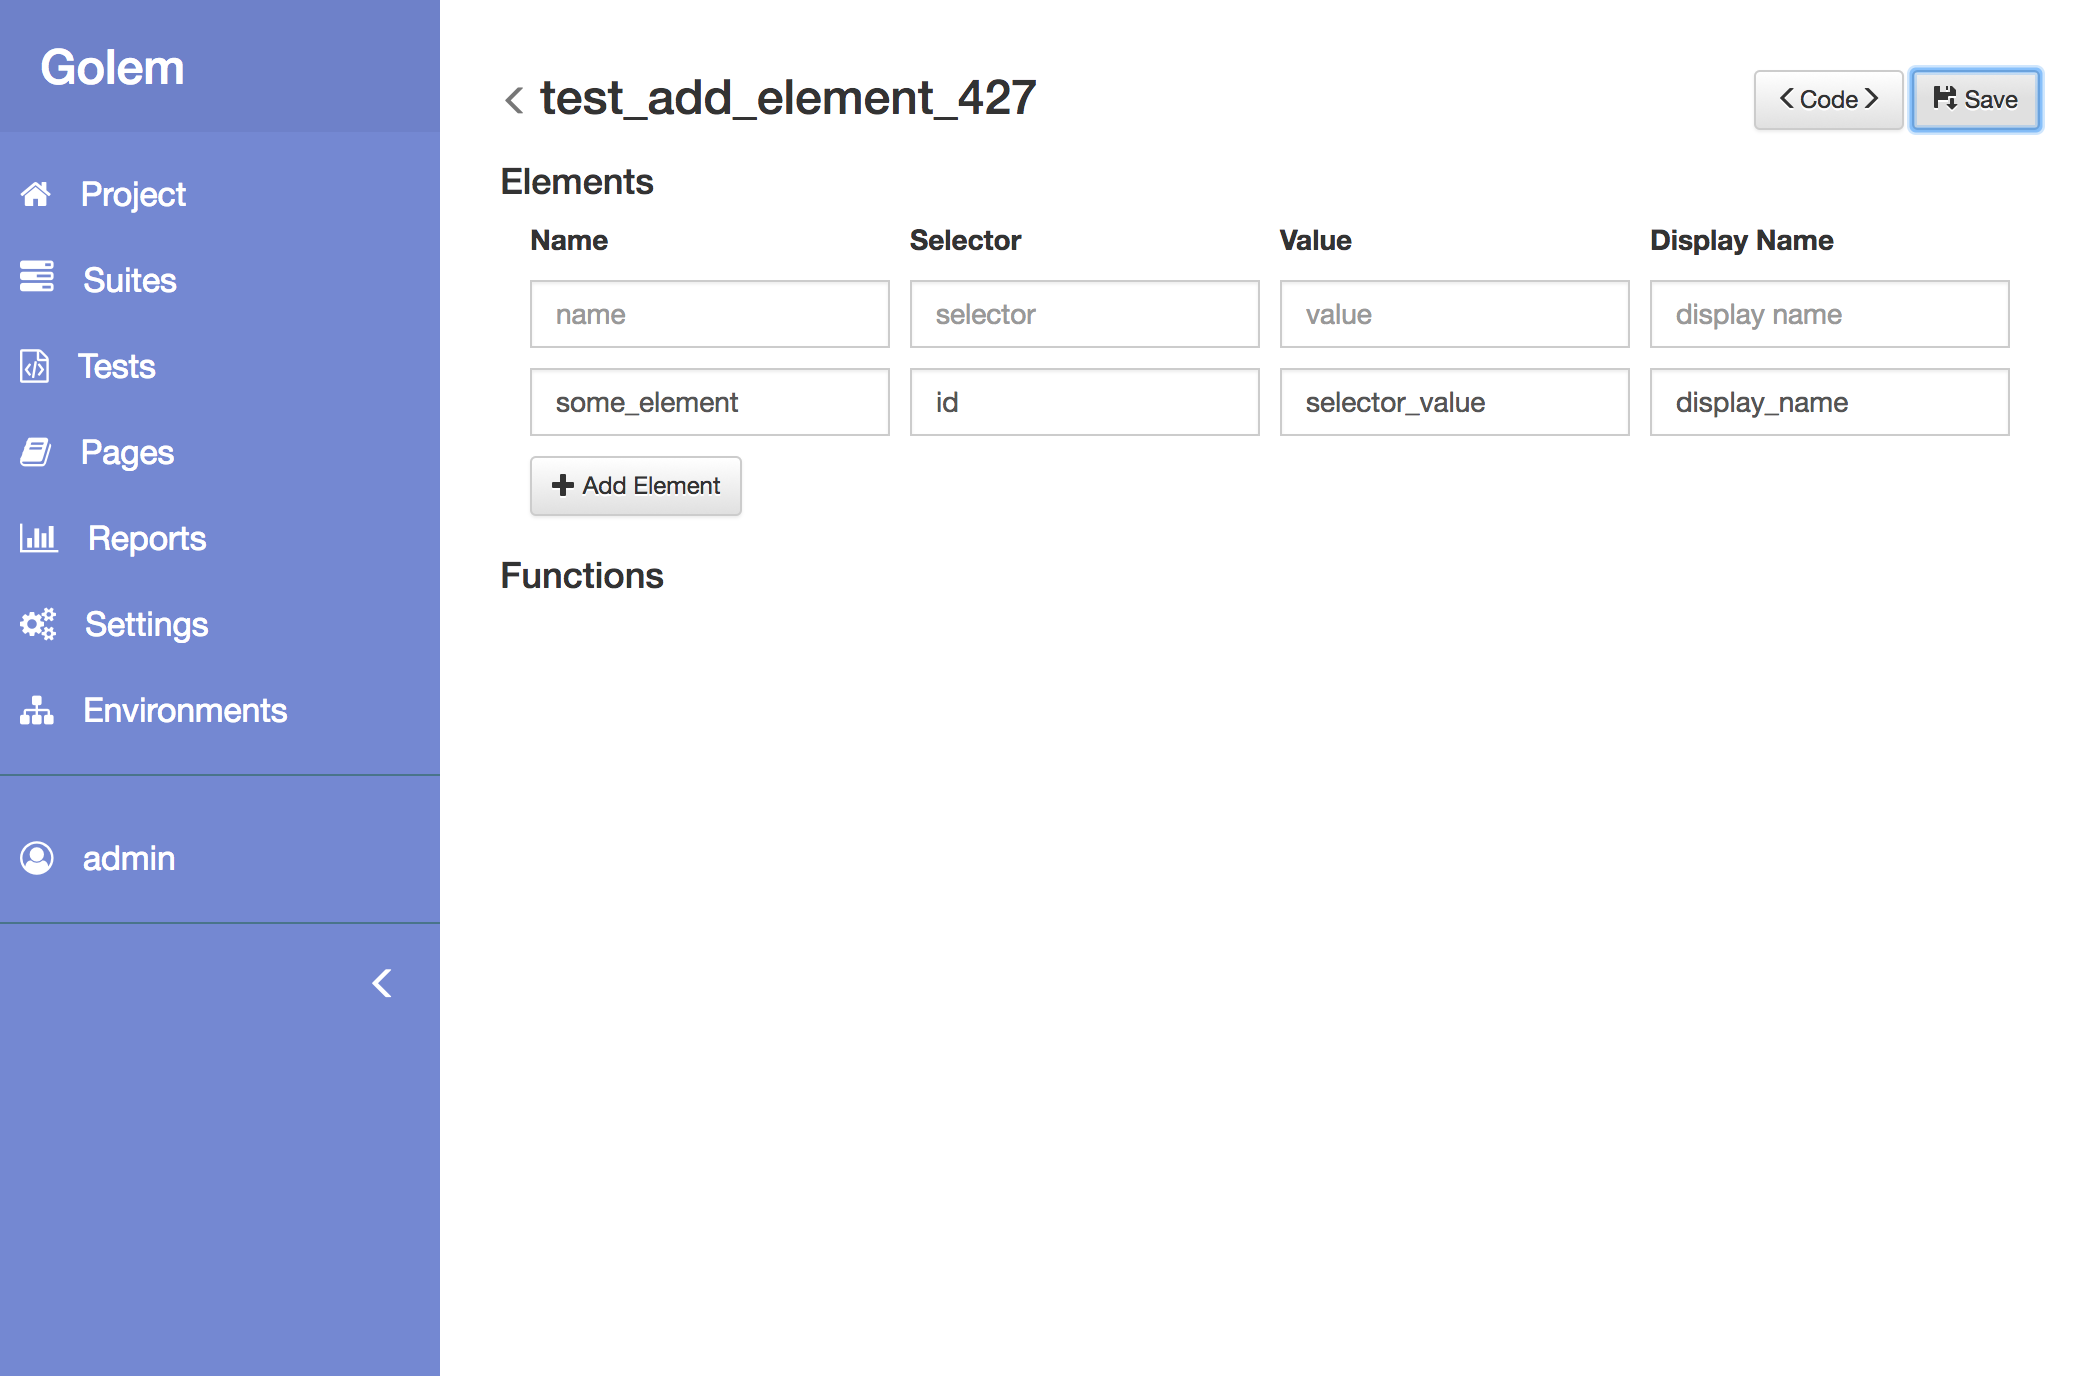 Golem
Project
Suites
Tests
Pages
Reports
Settings
Environments
admin
test_add_element_427
Code
Save
Elements
Name Selector Value Display Name
name selector value display name
some_element id selector_value display_name
Add Element
Functions